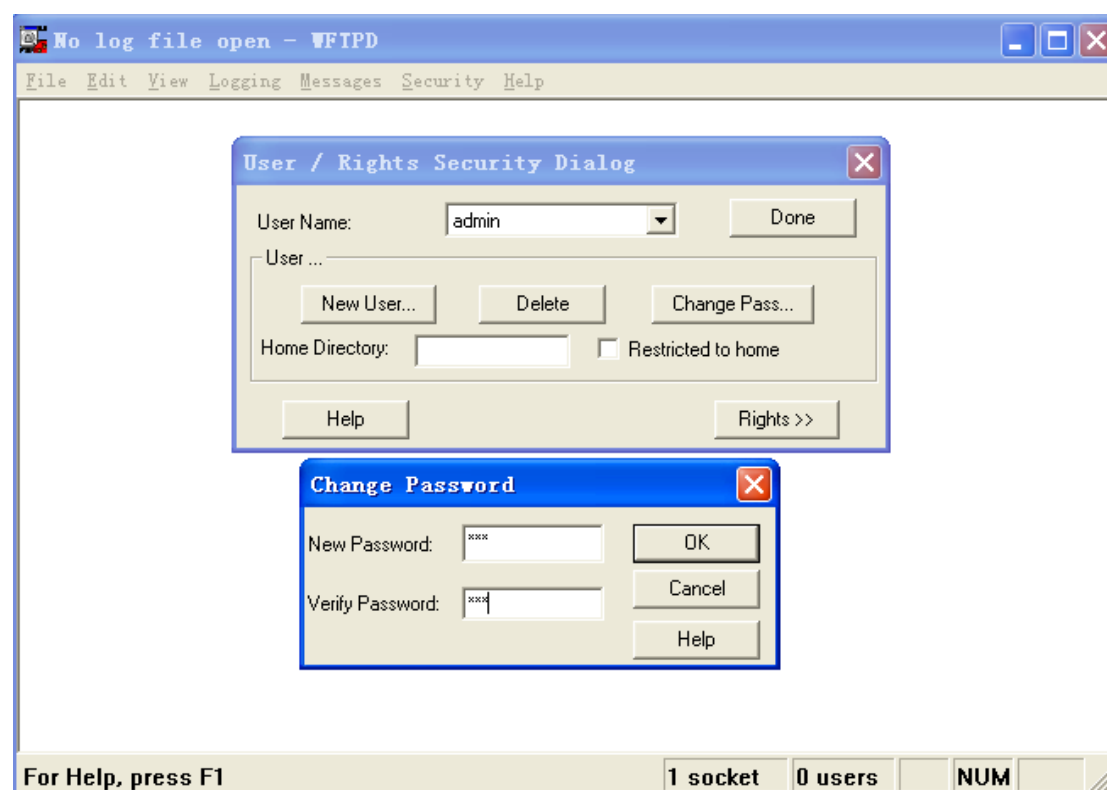 No log file open - WFTPD
File Edit View Logging Messages Security Help
User / Rights Security Dialog
User Name: admin Done
User ...
New User... Delete Change Pass...
Home Directory: Restricted to home
Help Rights >>
Change Password
New Password: *** OK
Cancel
Verify Password: ***
Help
For Help, press F1 1 socket 0 users NUM